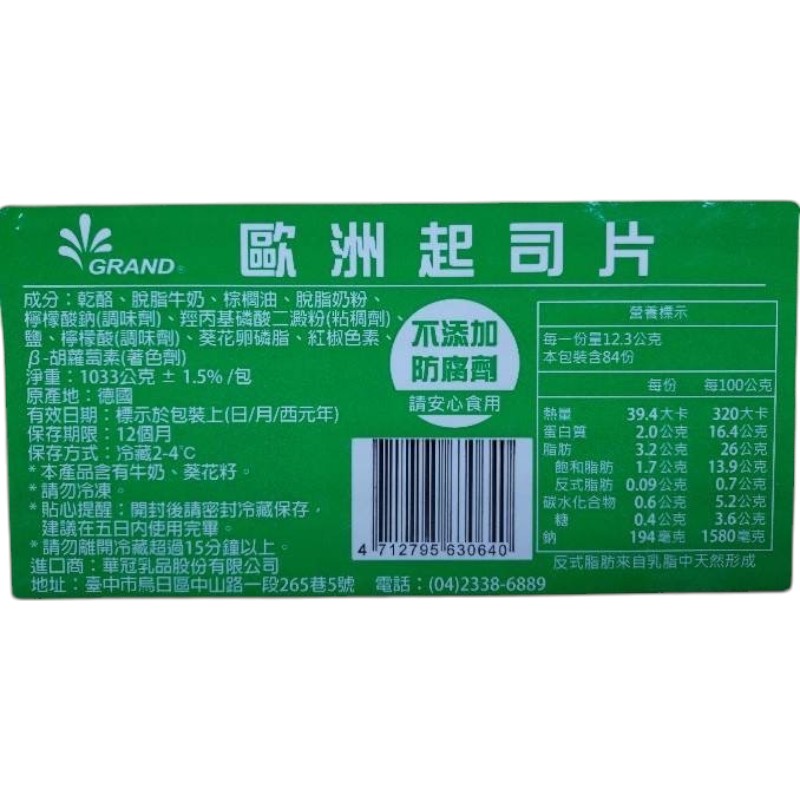 GRAND®
歐洲起司片
成分：乾酪、脫脂牛奶、棕櫚油、脫脂奶粉、
檸檬酸鈉(調味劑)、羥丙基磷酸二澱粉(粘稠劑)、
鹽、檸檬酸(調味劑)、葵花卵磷脂、紅椒色素、
β-胡蘿蔔素(著色劑)
淨重：1033公克 ± 1.5% /包
原產地：德國
有效日期：標示於包裝上(日/月/西元年)
保存期限：12個月
保存方式：冷藏2-4℃
*本產品含有牛奶、葵花籽。
*請勿冷凍。
*貼心提醒：開封後請密封冷藏保存，
建議在五日內使用完畢。
*請勿離開冷藏超過15分鐘以上。
進口商：華冠乳品股份有限公司
地址：臺中市烏日區中山路一段265巷5號 電話：(04)2338-6889
不添加
防腐劑
請安心食用
4 712795 630640
營養標示
每一份量12.3公克
本包裝含84份
每份 每100公克
熱量 39.4大卡 320大卡
蛋白質 2.0公克 16.4公克
脂肪 3.2公克 26公克
飽和脂肪 1.7公克 13.9公克
反式脂肪 0.09公克 0.7公克
碳水化合物 0.6公克 5.2公克
糖 0.4公克 3.6公克
鈉 194毫克 1580毫克
反式脂肪來自乳脂中天然形成